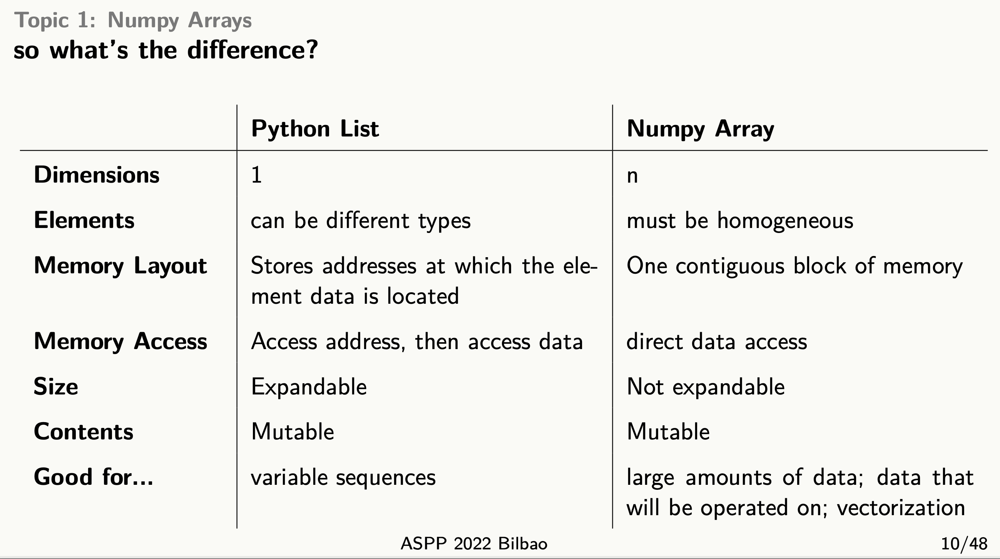 Topic 1: Numpy Arrays
so what's the difference?
Python List Numpy Array
Dimensions 1 n
Elements can be different types must be homogeneous
Memory Layout Stores addresses at which the ele- One contiguous block of memory
ment data is located
Memory Access Access address, then access data direct data access
Size Expandable Not expandable
Contents Mutable Mutable
Good for... variable sequences large amounts of data; data that
will be operated on; vectorization
ASPP 2022 Bilbao 10/48